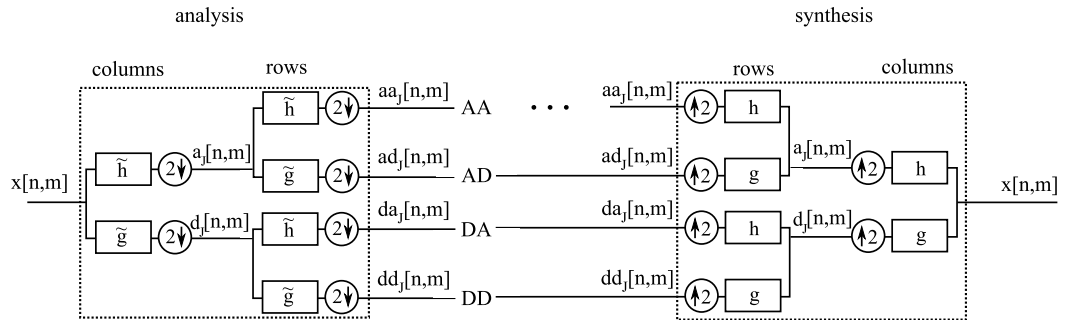 analysis synthesis
columns rows rows columns
h̃ 2↓ aa_J[n,m] AA . . . aa_J[n,m] ↑2 h
h̃ 2↓ a_J[n,m] g̃ 2↓ ad_J[n,m] AD ad_J[n,m] ↑2 g a_J[n,m] ↑2 h
x[n,m] x[n,m]
g̃ 2↓ d_J[n,m] h̃ 2↓ da_J[n,m] DA da_J[n,m] ↑2 h d_J[n,m] ↑2 g
g̃ 2↓ dd_J[n,m] DD dd_J[n,m] ↑2 g